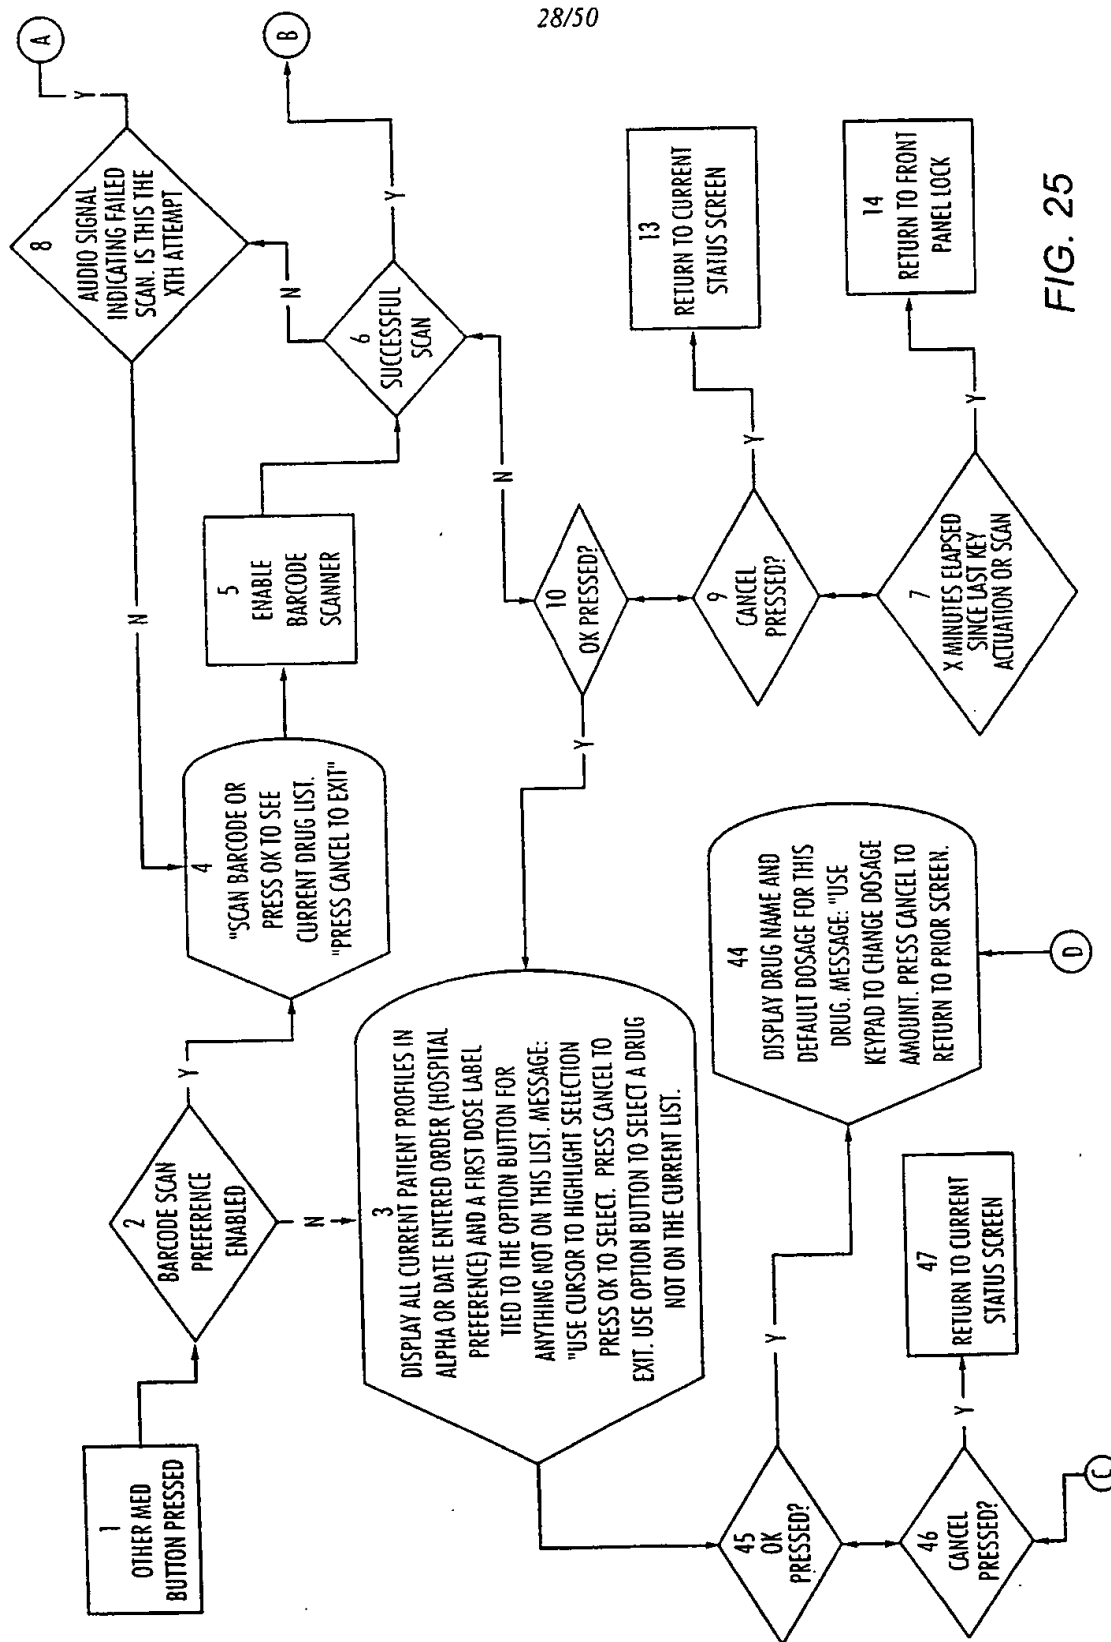 28/50
1
OTHER MED
BUTTON PRESSED
2
BARCODE SCAN
PREFERENCE
ENABLED
Y
N
3
DISPLAY ALL CURRENT PATIENT PROFILES IN
ALPHA OR DATE ENTERED ORDER (HOSPITAL
PREFERENCE) AND A FIRST DOSE LABEL
TIED TO THE OPTION BUTTON FOR
ANYTHING NOT ON THIS LIST. MESSAGE:
"USE CURSOR TO HIGHLIGHT SELECTION
PRESS OK TO SELECT. PRESS CANCEL TO
EXIT. USE OPTION BUTTON TO SELECT A DRUG
NOT ON THE CURRENT LIST.
4
"SCAN BARCODE OR
PRESS OK TO SEE
CURRENT DRUG LIST.
"PRESS CANCEL TO EXIT"
5
ENABLE
BARCODE
SCANNER
6
SUCCESSFUL
SCAN
N
Y
8
AUDIO SIGNAL
INDICATING FAILED
SCAN. IS THIS THE
XTH ATTEMPT
N
Y
A
B
10
OK PRESSED?
N
Y
9
CANCEL
PRESSED?
Y
13
RETURN TO CURRENT
STATUS SCREEN
7
X MINUTES ELAPSED
SINCE LAST KEY
ACTUATION OR SCAN
Y
14
RETURN TO FRONT
PANEL LOCK
45
OK
PRESSED?
Y
44
DISPLAY DRUG NAME AND
DEFAULT DOSAGE FOR THIS
DRUG. MESSAGE: "USE
KEYPAD TO CHANGE DOSAGE
AMOUNT. PRESS CANCEL TO
RETURN TO PRIOR SCREEN.
D
46
CANCEL
PRESSED?
Y
47
RETURN TO CURRENT
STATUS SCREEN
C
FIG. 25